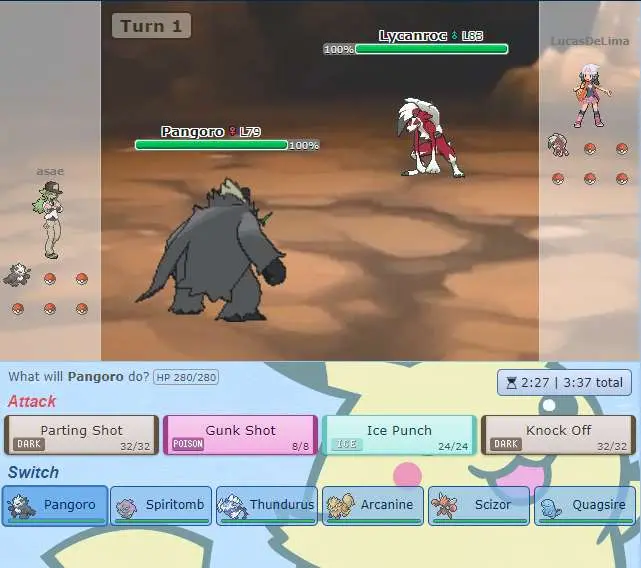 Turn 1
Lycanroc ♂ L85
100%
LucasDeLima
Pangoro ♀ L79
100%
asae
What will Pangoro do? HP 280/280
2:27 | 3:37 total
Attack
Parting Shot
DARK 32/32
Gunk Shot
POISON 8/8
Ice Punch
ICE 24/24
Knock Off
DARK 32/32
Switch
Pangoro
Spiritomb
Thundurus
Arcanine
Scizor
Quagsire